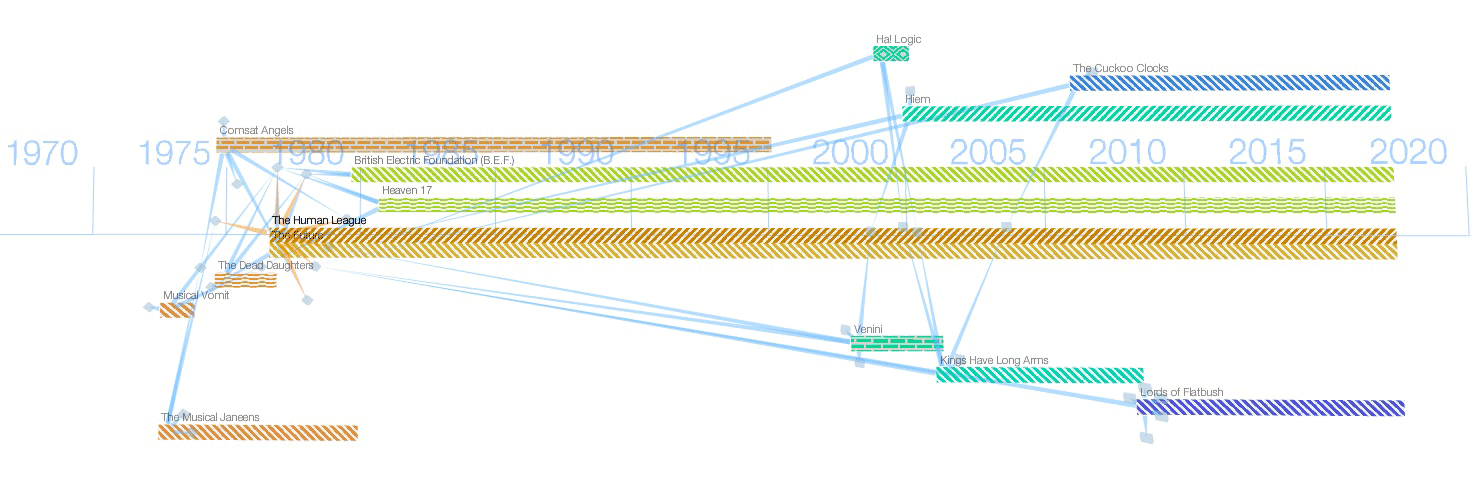 Ha! Logic
The Cuckoo Clocks
Hiem
Comsat Angels
1970 1975 1980 1985 1990 1995 2000 2005 2010 2015 2020
British Electric Foundation (B.E.F.)
Heaven 17
The Human League
The Future
The Dead Daughters
Musical Vomit
Venini
Kings Have Long Arms
Lords of Flatbush
The Musical Janeens